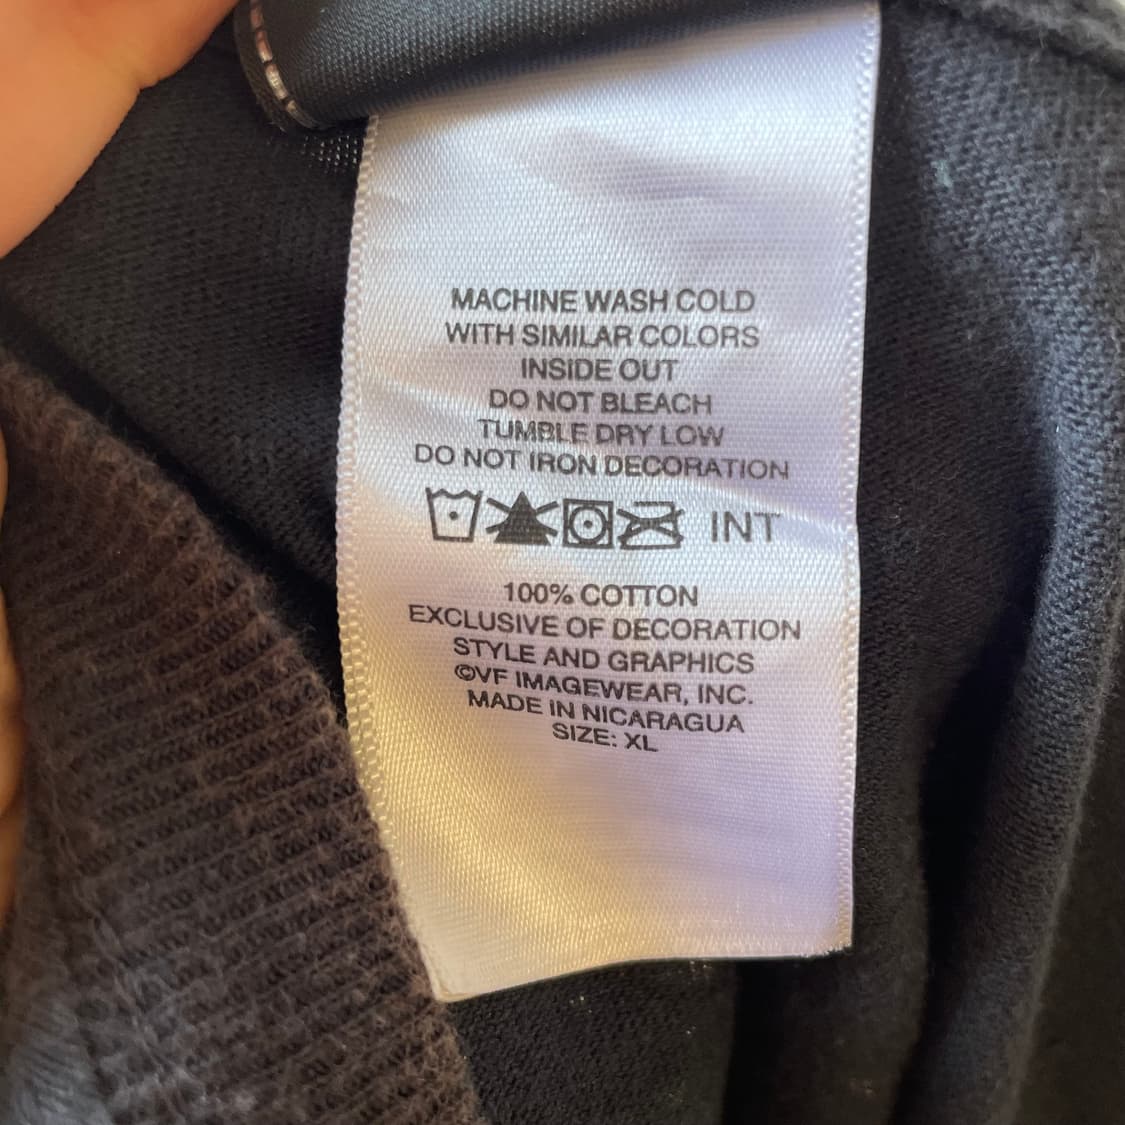 MACHINE WASH COLD
WITH SIMILAR COLORS
INSIDE OUT
DO NOT BLEACH
TUMBLE DRY LOW
DO NOT IRON DECORATION
INT
100% COTTON
EXCLUSIVE OF DECORATION
STYLE AND GRAPHICS
©VF IMAGEWEAR, INC.
MADE IN NICARAGUA
SIZE: XL